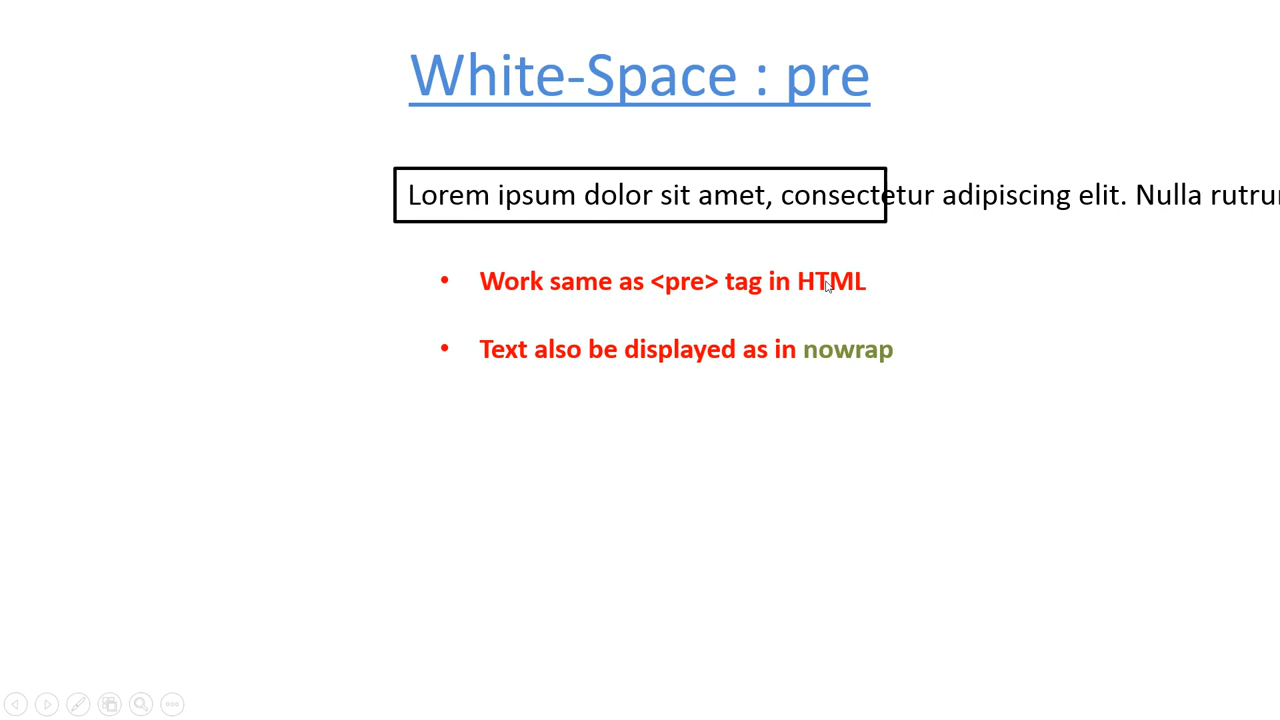 White-Space : pre
Lorem ipsum dolor sit amet, consectetur adipiscing elit. Nulla
• Work same as <pre> tag in HTML
• Text also be displayed as in nowrap